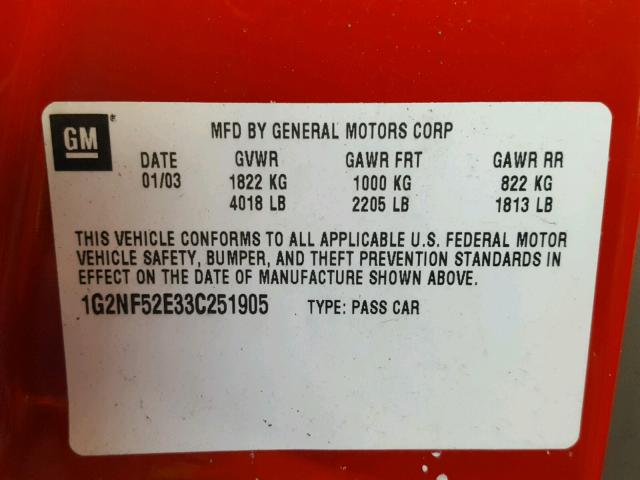 GM ®
MFD BY GENERAL MOTORS CORP
DATE GVWR GAWR FRT GAWR RR
01/03 1822 KG 1000 KG 822 KG
4018 LB 2205 LB 1813 LB
THIS VEHICLE CONFORMS TO ALL APPLICABLE U.S. FEDERAL MOTOR
VEHICLE SAFETY, BUMPER, AND THEFT PREVENTION STANDARDS IN
EFFECT ON THE DATE OF MANUFACTURE SHOWN ABOVE.
1G2NF52E33C251905 TYPE: PASS CAR